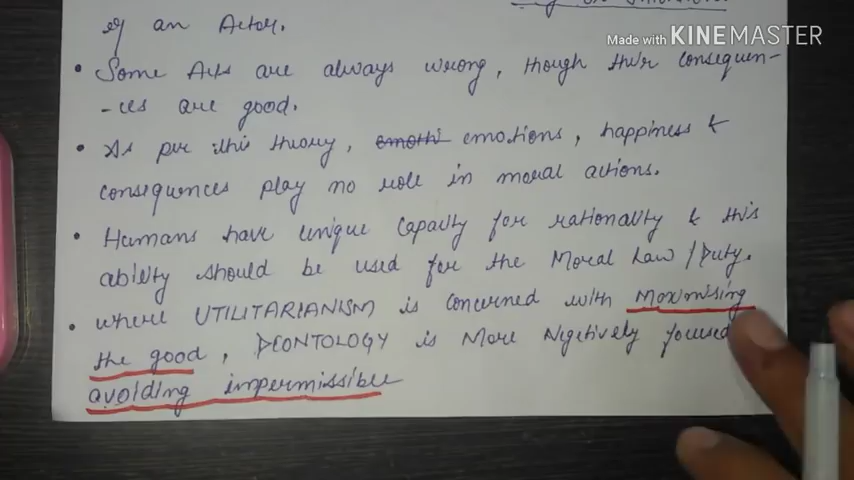 Made with KINEMASTER
of an Actor.
• Some Acts are always wrong, though their consequen-
-ces are good.
• As per this theory, emotions, happiness &
consequences play no role in moral actions.
• Humans have unique capacity for rationality & this
ability should be used for the Moral Law / Duty.
• where UTILITARIANISM is concerned with Maximising
the good, DEONTOLOGY is More Negitively focused
avoiding impermissible